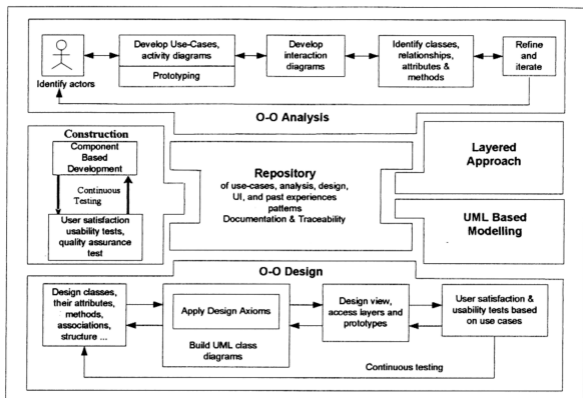 Develop Use-Cases,
activity diagrams
Prototyping
Develop
interaction
diagrams
Identify classes,
relationships,
attributes &
methods
Refine
and
iterate
Identify actors
O-O Analysis
Construction
Component
Based
Development
Continuous
Testing
User satisfaction
usability tests,
quality assurance
test
Repository
of use-cases, analysis, design,
UI, and past experiences
patterns
Documentation & Traceability
Layered
Approach
UML Based
Modelling
O-O Design
Design classes,
their attributes,
methods,
associations,
structure ...
Apply Design Axioms
Build UML class
diagrams
Design view,
access layers and
prototypes
User satisfaction &
usability tests based
on use cases
Continuous testing